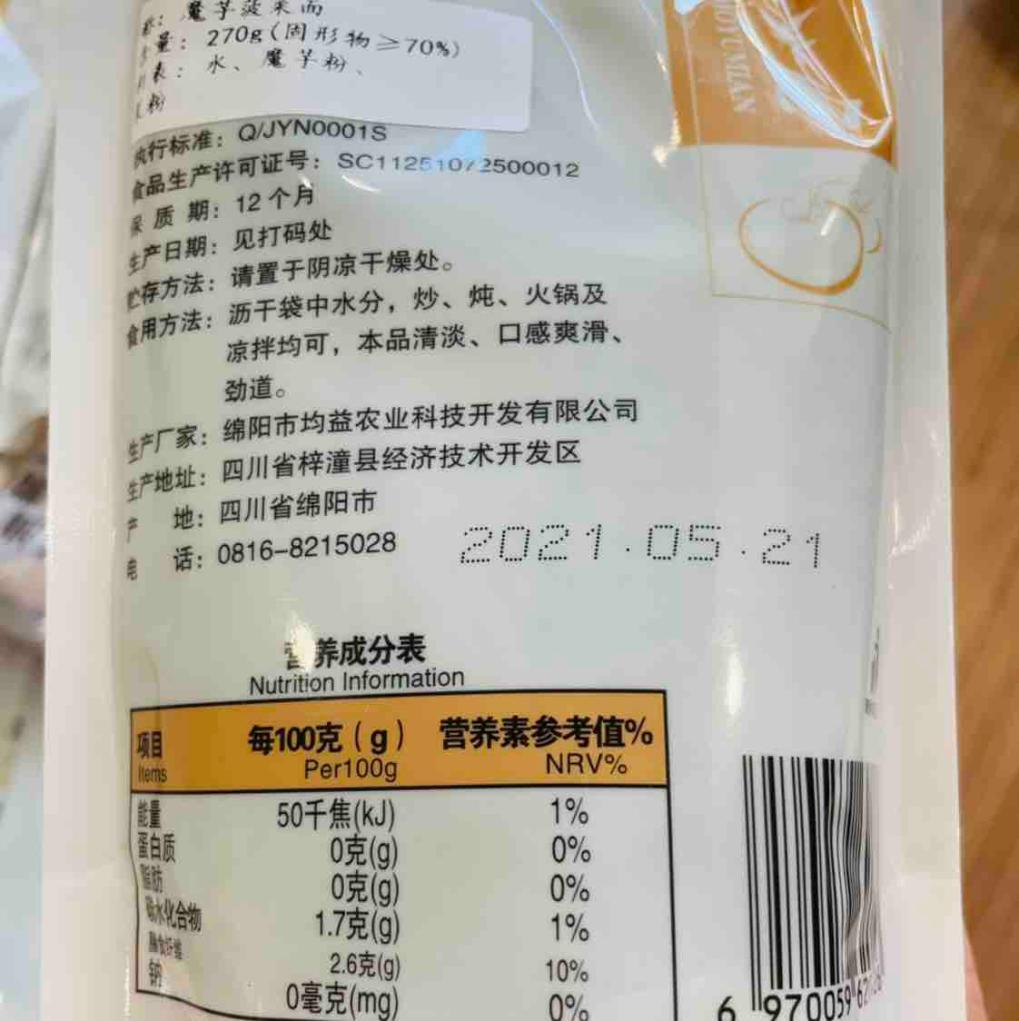 称: 魔芋菠菜面
量: 270g(固形物≥70%)
表: 水、魔芋粉、
粉
MOYUMIAN
执行标准: Q/JYN0001S
食品生产许可证号: SC11251072500012
保质期: 12个月
生产日期: 见打码处
贮存方法: 请置于阴凉干燥处。
食用方法: 沥干袋中水分，炒、炖、火锅及
凉拌均可，本品清淡、口感爽滑、
劲道。
生产厂家: 绵阳市均益农业科技开发有限公司
生产地址: 四川省梓潼县经济技术开发区
产 地: 四川省绵阳市
电 话: 0816-8215028
2021.05.21
营养成分表
Nutrition Information
项目 每100克(g) 营养素参考值%
Items Per100g NRV%
能量 50千焦(kJ) 1%
蛋白质 0克(g) 0%
脂肪 0克(g) 0%
碳水化合物 1.7克(g) 1%
膳食纤维 2.6克(g) 10%
钠 0毫克(mg) 0%
6 970059